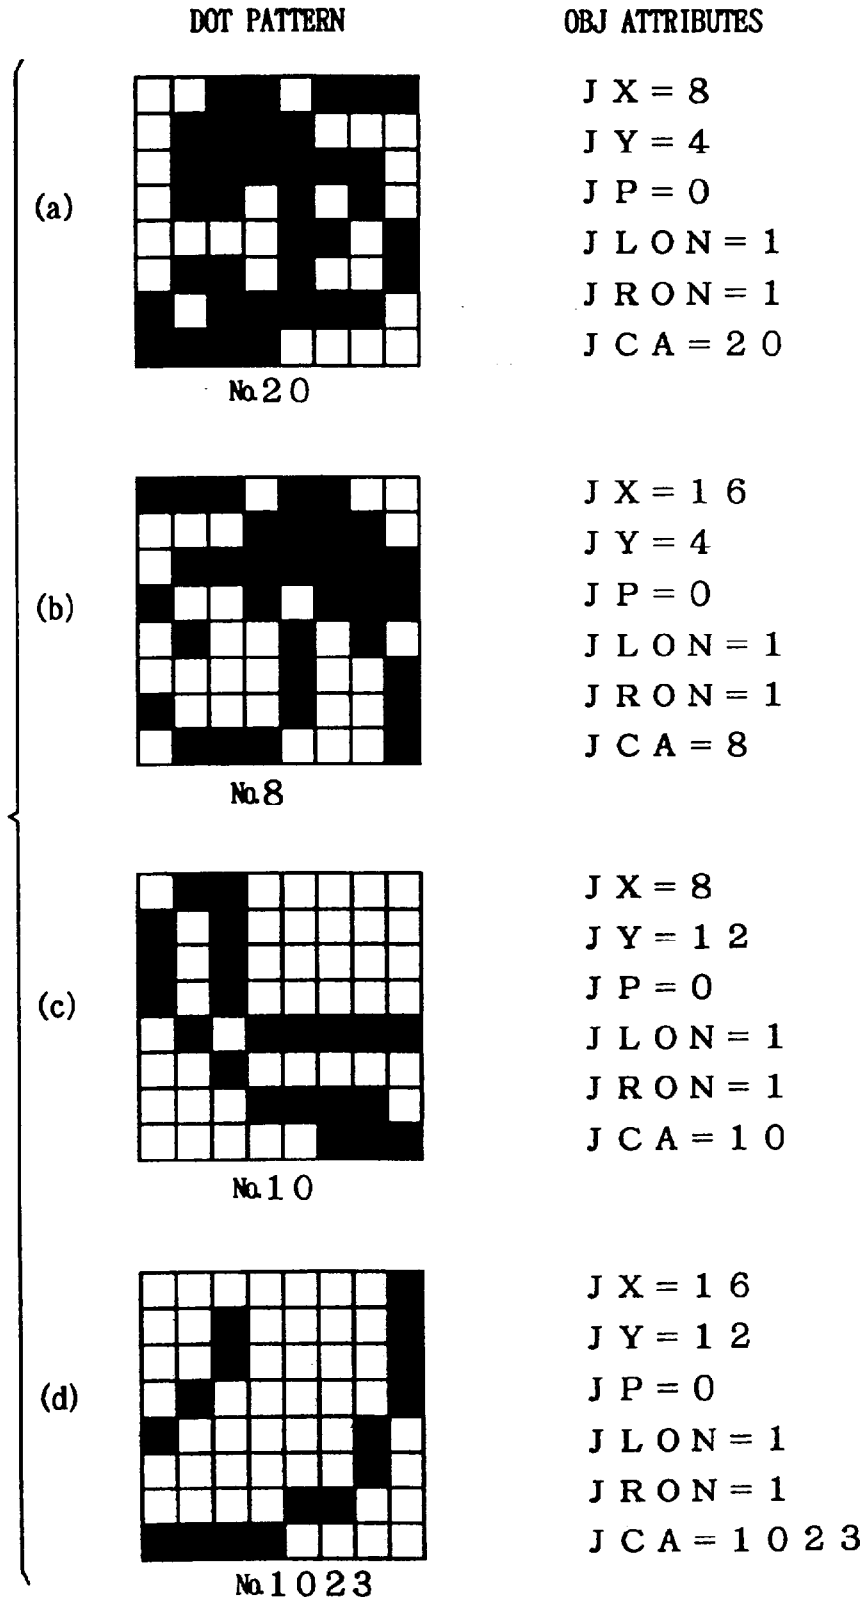 DOT PATTERN OBJ ATTRIBUTES
(a)
JX=8
JY=4
JP=0
JLON=1
JRON=1
JCA=20
No.20
(b)
JX=16
JY=4
JP=0
JLON=1
JRON=1
JCA=8
No.8
(c)
JX=8
JY=12
JP=0
JLON=1
JRON=1
JCA=10
No.10
(d)
JX=16
JY=12
JP=0
JLON=1
JRON=1
JCA=1023
No.1023